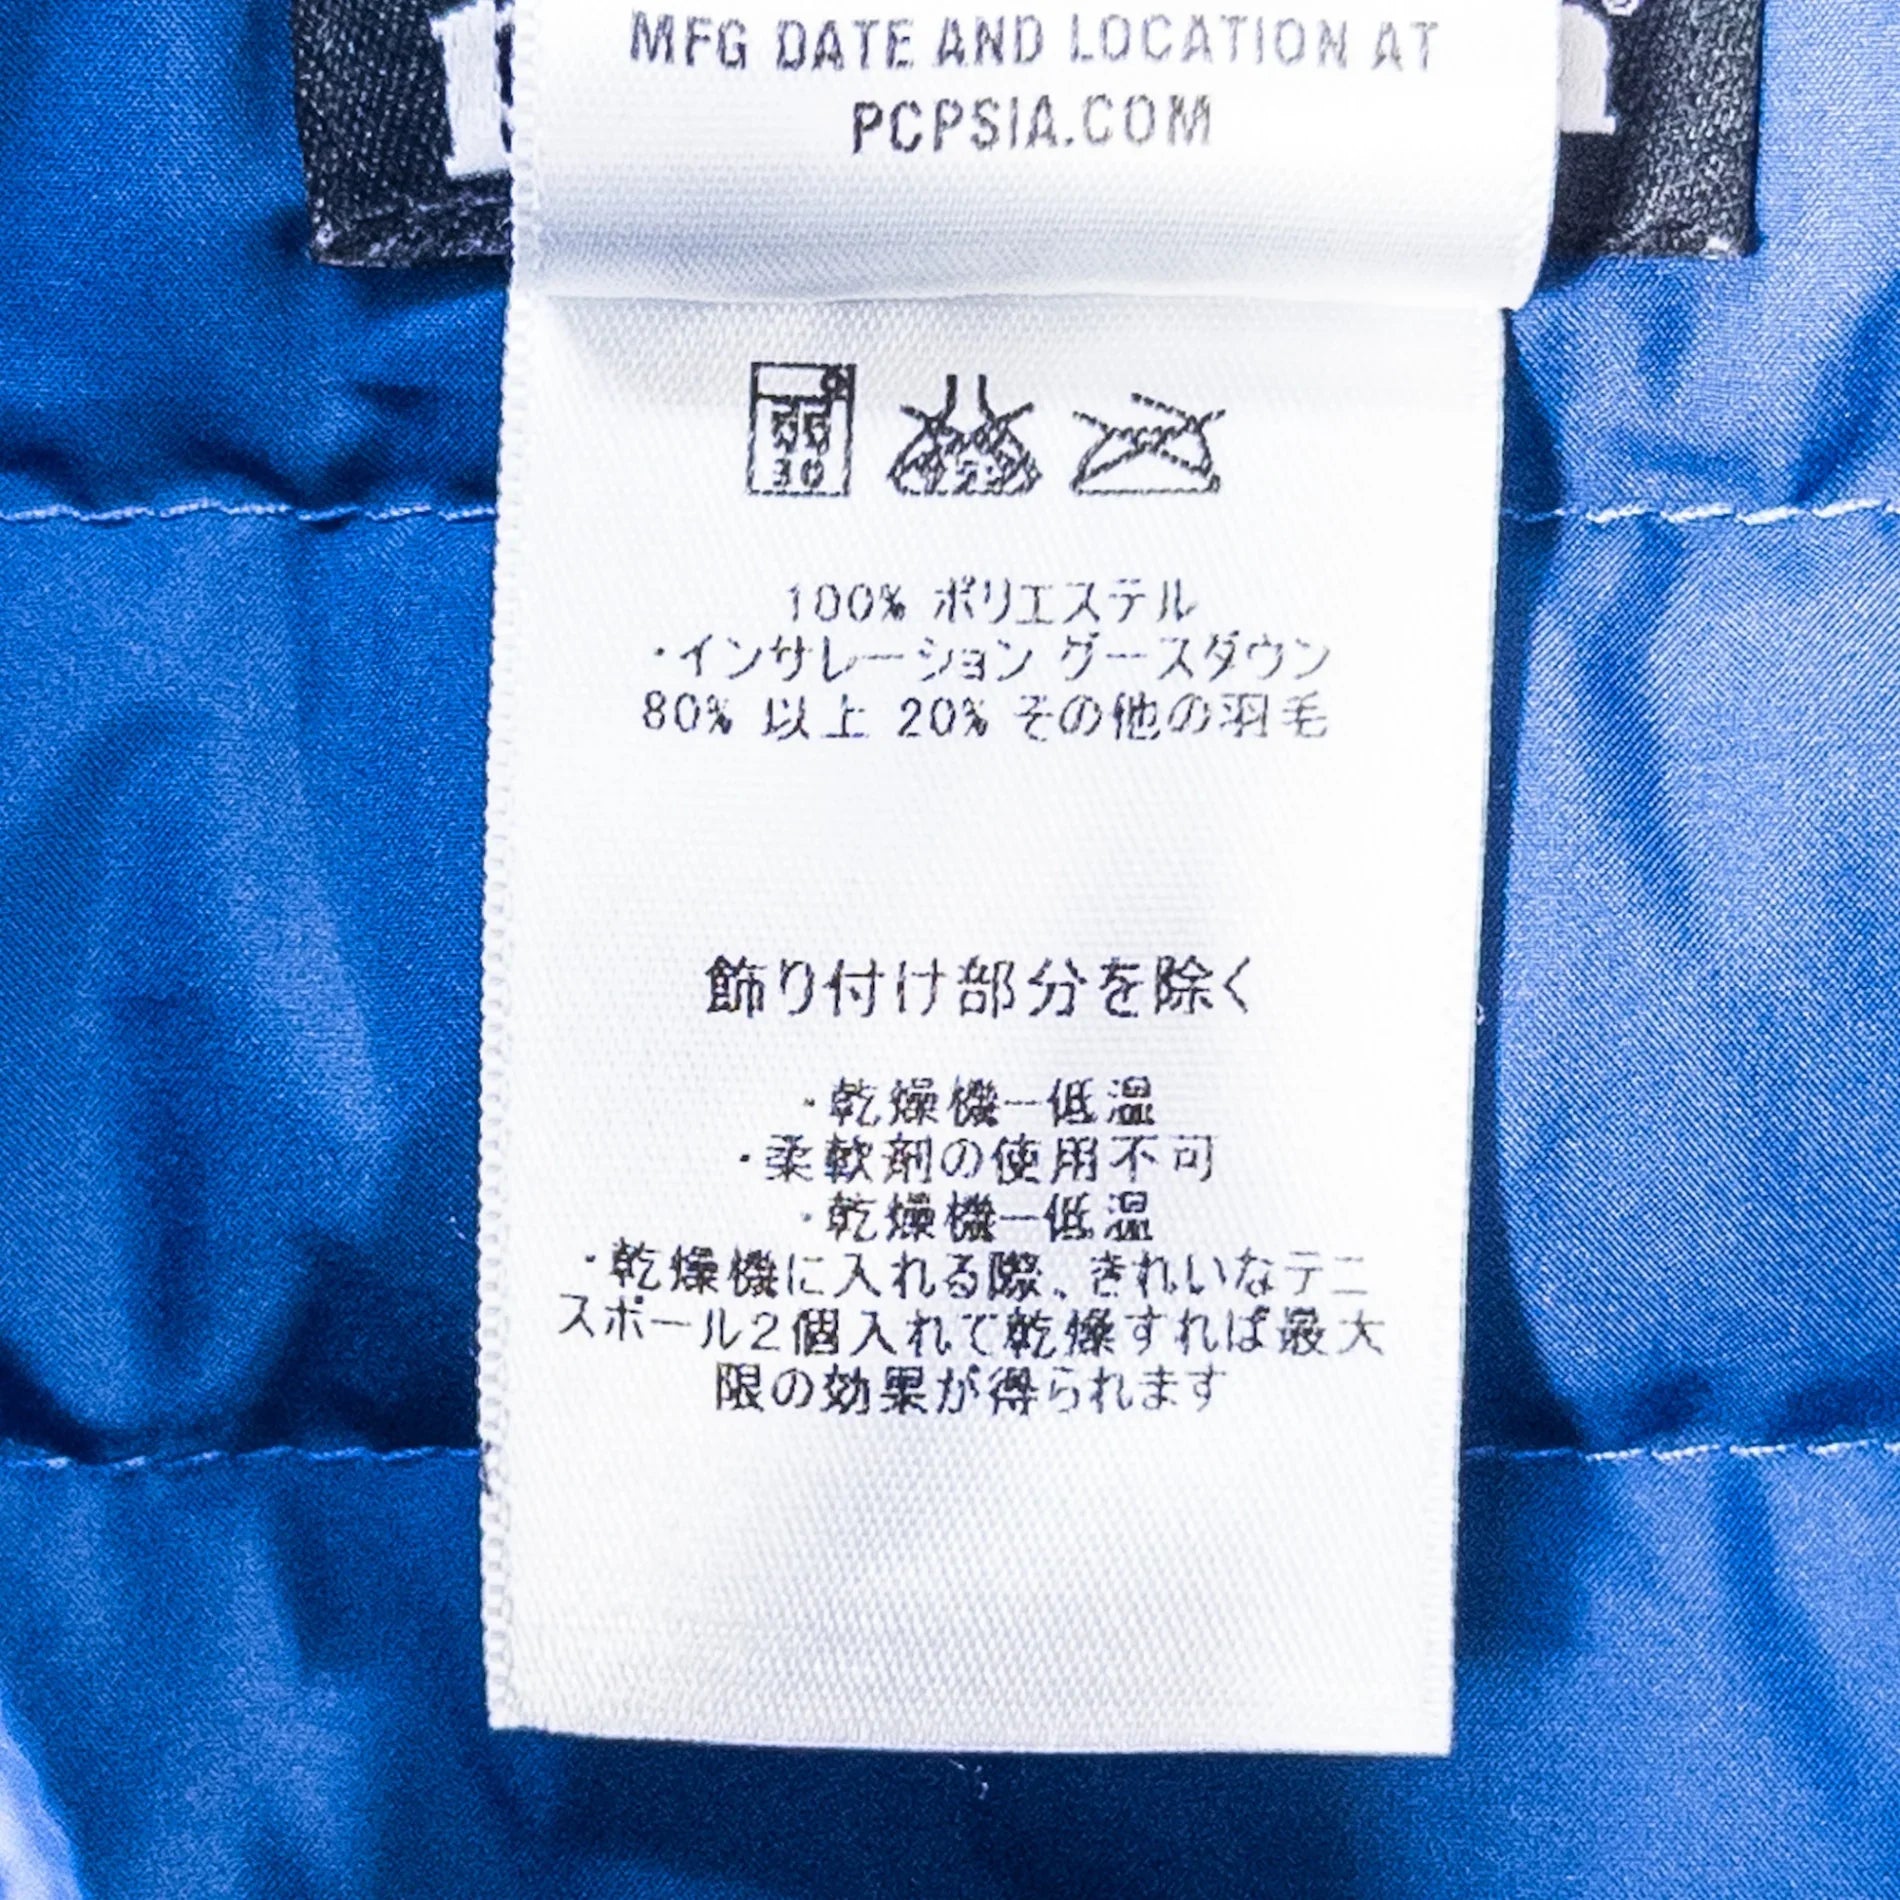 MFG DATE AND LOCATION AT
PCPSIA.COM
30
100% ポリエステル
・インサレーション グースダウン
80% 以上 20% その他の羽毛
飾り付け部分を除く
・乾燥機ー低温
・柔軟剤の使用不可
・乾燥機ー低温
・乾燥機に入れる際、きれいなテニ
スボール2個入れて乾燥すれば最大
限の効果が得られます